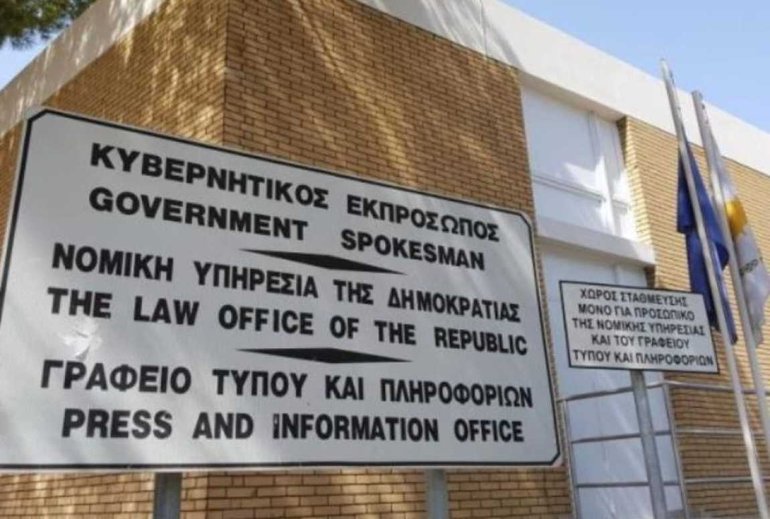 ΚΥΒΕΡΝΗΤΙΚΟΣ ΕΚΠΡΟΣΩΠΟΣ
GOVERNMENT SPOKESMAN
ΝΟΜΙΚΗ ΥΠΗΡΕΣΙΑ ΤΗΣ ΔΗΜΟΚΡΑΤΙΑΣ
THE LAW OFFICE OF THE REPUBLIC
ΓΡΑΦΕΙΟ ΤΥΠΟΥ ΚΑΙ ΠΛΗΡΟΦΟΡΙΩΝ
PRESS AND INFORMATION OFFICE
ΧΩΡΟΣ ΣΤΑΘΜΕΥΣΗΣ
ΜΟΝΟ ΓΙΑ ΠΡΟΣΩΠΙΚΟ
ΤΗΣ ΝΟΜΙΚΗΣ ΥΠΗΡΕΣΙΑΣ
ΚΑΙ ΤΟΥ ΓΡΑΦΕΙΟΥ
ΤΥΠΟΥ ΚΑΙ ΠΛΗΡΟΦΟΡΙΩΝ